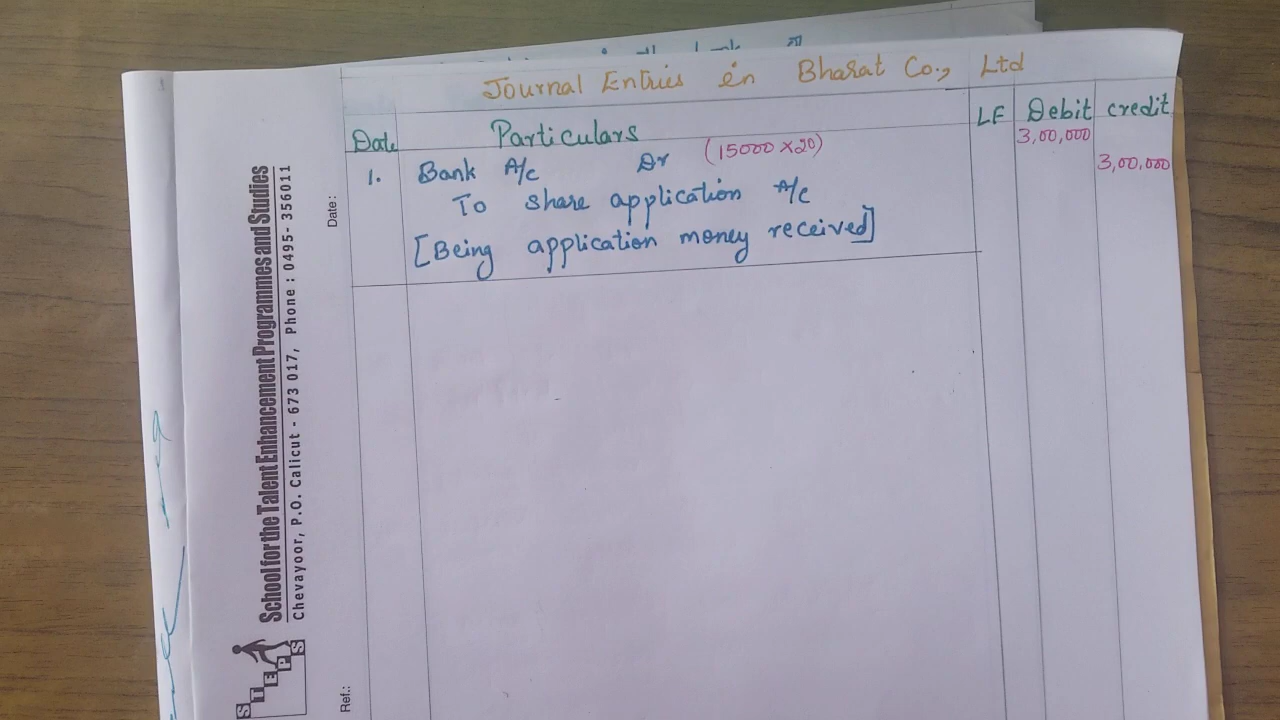 Journal Entries in Bharat Co., Ltd
Date Particulars LF Debit credit
1. Bank A/c Dr (15000 x 20) 3,00,000
To share application A/c 3,00,000
[Being application money received]
School for the Talent Enhancement Programmes and Studies
Chevayoor, P.O. Calicut - 673 017, Phone : 0495- 356011
Date :
Ref.:
STEPS